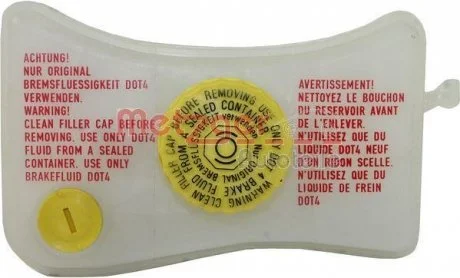 ACHTUNG!
NUR ORIGINAL
BREMSFLUESSIGKEIT DOT4
VERWENDEN.
WARNING!
CLEAN FILLER CAP BEFORE
REMOVING. USE ONLY DOT4
FLUID FROM A SEALED
CONTAINER. USE ONLY
BRAKEFLUID DOT4
WARNING CLEAN FILLER CAP BEFORE REMOVING USE ONLY DOT 4 BRAKE FLUID FROM A SEALED CONTAINER
AVERTISSEMENT!
NETTOYEZ LE BOUCHON
DU RESERVOIR AVANT
DE L'ENLEVER.
N'UTILISEZ QUE DU
LIQUIDE DOT4 NEUF
D'UN BIDON SCELLE.
N'UTILISEZ QUE DU
LIQUIDE DE FREIN
DOT4